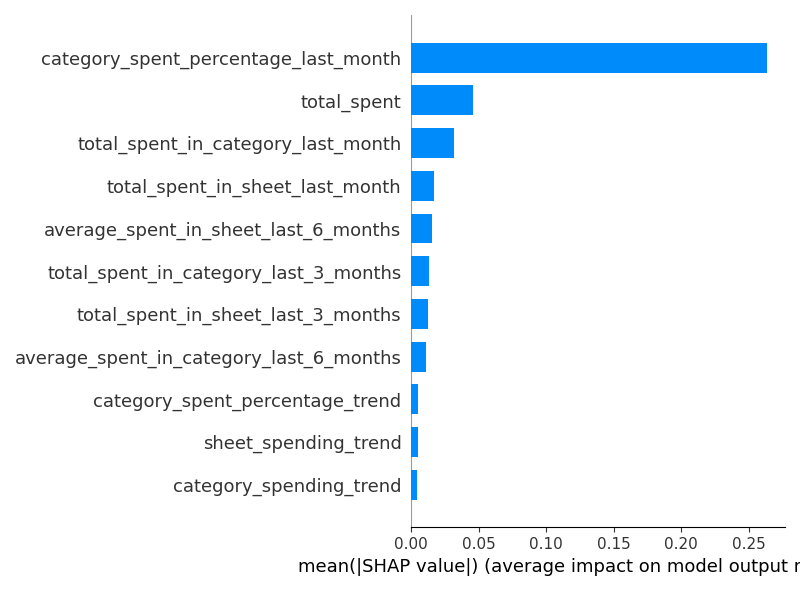 category_spent_percentage_last_month
total_spent
total_spent_in_category_last_month
total_spent_in_sheet_last_month
average_spent_in_sheet_last_6_months
total_spent_in_category_last_3_months
total_spent_in_sheet_last_3_months
average_spent_in_category_last_6_months
category_spent_percentage_trend
sheet_spending_trend
category_spending_trend
0.00 0.05 0.10 0.15 0.20 0.25
mean(|SHAP value|) (average impact on model output